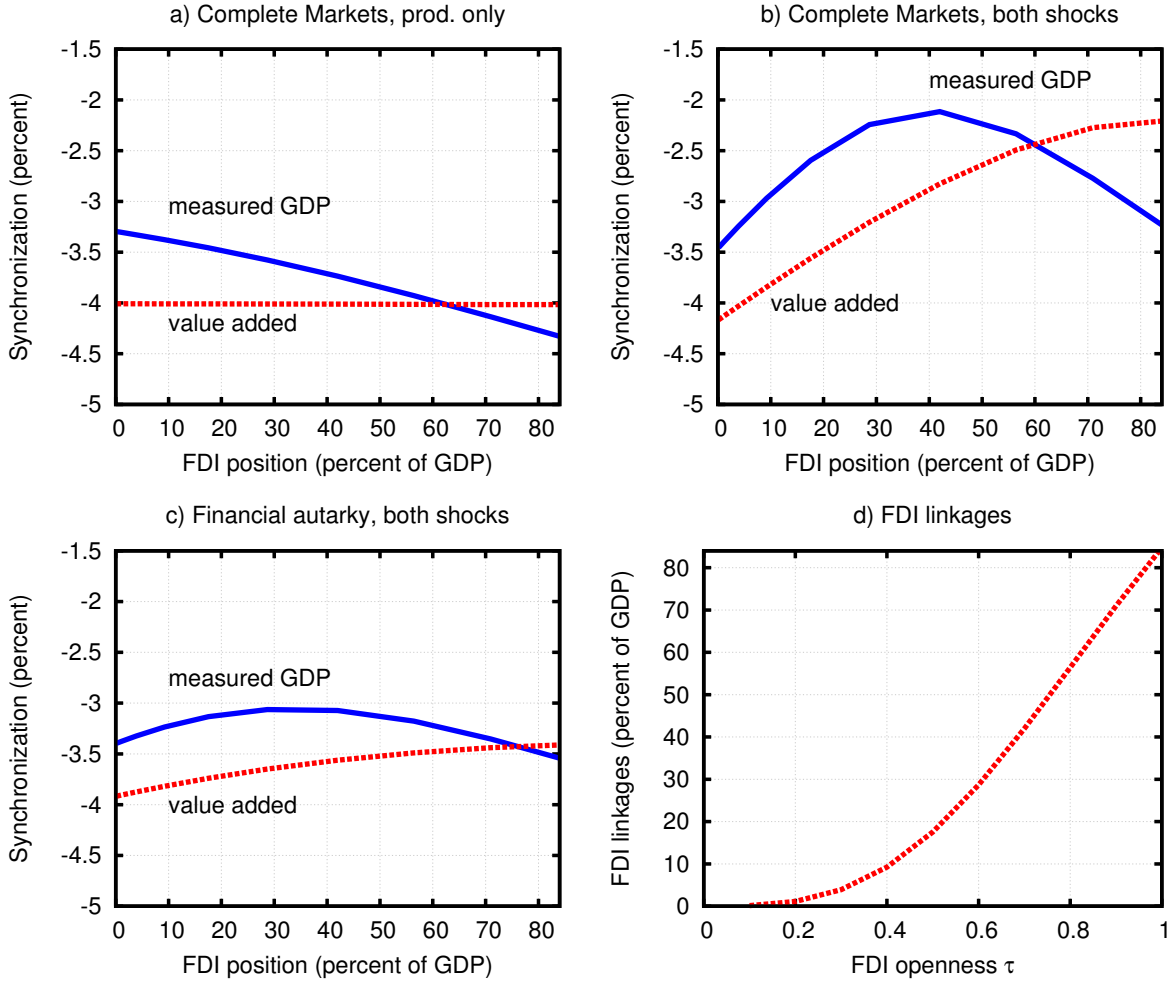 a) Complete Markets, prod. only
Synchronization (percent)
-1.5
-2
-2.5
-3
-3.5
-4
-4.5
-5
measured GDP
value added
0 10 20 30 40 50 60 70 80
FDI position (percent of GDP)
b) Complete Markets, both shocks
Synchronization (percent)
-1.5
-2
-2.5
-3
-3.5
-4
-4.5
-5
measured GDP
value added
0 10 20 30 40 50 60 70 80
FDI position (percent of GDP)
c) Financial autarky, both shocks
Synchronization (percent)
-1.5
-2
-2.5
-3
-3.5
-4
-4.5
-5
measured GDP
value added
0 10 20 30 40 50 60 70 80
FDI position (percent of GDP)
d) FDI linkages
FDI linkages (percent of GDP)
80
70
60
50
40
30
20
10
0
0 0.2 0.4 0.6 0.8 1
FDI openness τ